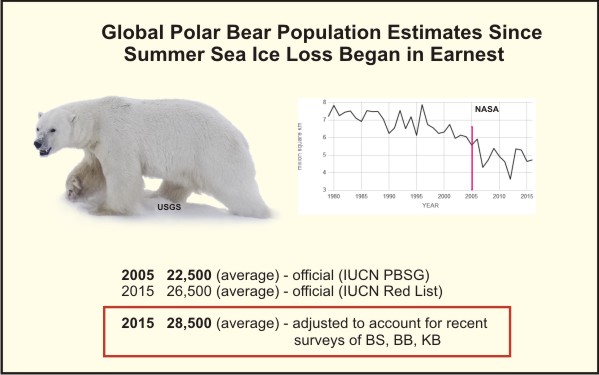 Global Polar Bear Population Estimates Since
Summer Sea Ice Loss Began in Earnest
NASA
8
7
6
5
4
3
million square km
1980 1985 1990 1995 2000 2005 2010 2015
YEAR
USGS
2005 22,500 (average) - official (IUCN PBSG)
2015 26,500 (average) - official (IUCN Red List)
2015 28,500 (average) - adjusted to account for recent
surveys of BS, BB, KB